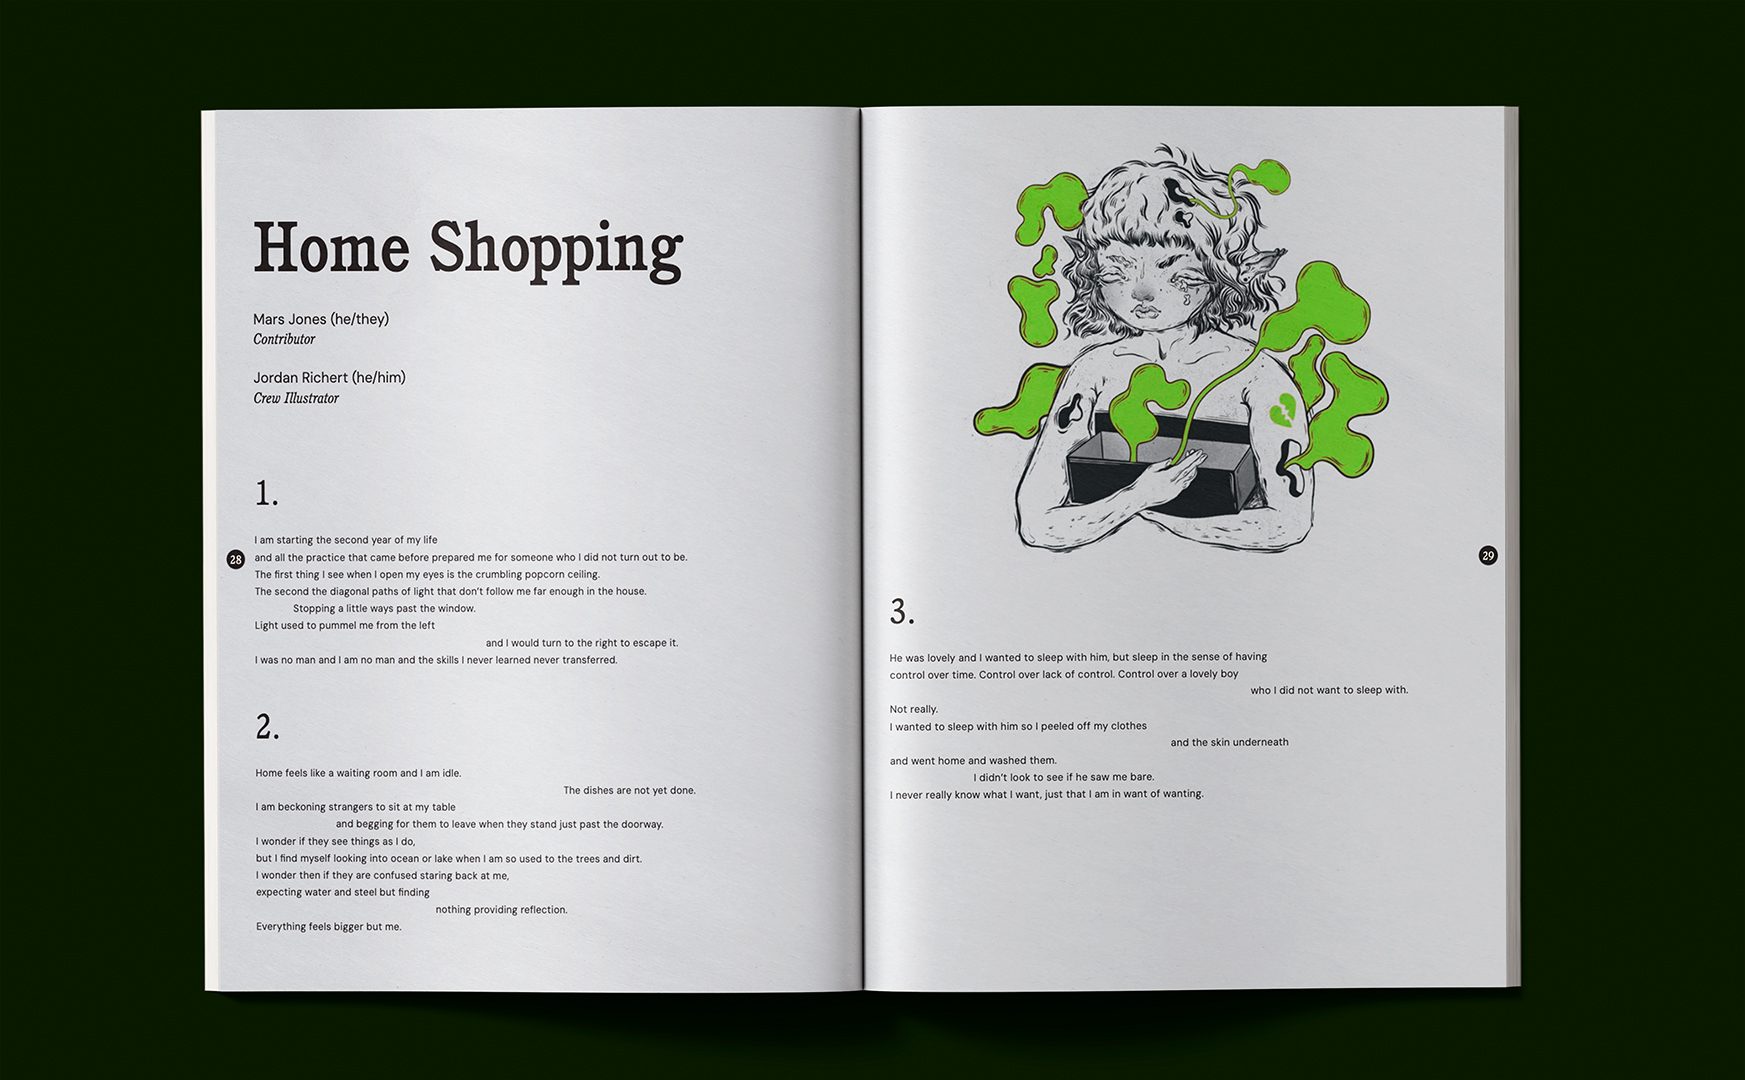 Home Shopping
Mars Jones (he/they)
Contributor
Jordan Richert (he/him)
Crew Illustrator
1.
I am starting the second year of my life
and all the practice that came before prepared me for someone who I did not turn out to be.
The first thing I see when I open my eyes is the crumbling popcorn ceiling.
The second the diagonal paths of light that don't follow me far enough in the house.
Stopping a little ways past the window.
Light used to pummel me from the left
and I would turn to the right to escape it.
I was no man and I am no man and the skills I never learned never transferred.
28
2.
Home feels like a waiting room and I am idle.
The dishes are not yet done.
I am beckoning strangers to sit at my table
and begging for them to leave when they stand just past the doorway.
I wonder if they see things as I do,
but I find myself looking into ocean or lake when I am so used to the trees and dirt.
I wonder then if they are confused staring back at me,
expecting water and steel but finding
nothing providing reflection.
Everything feels bigger but me.
29
3.
He was lovely and I wanted to sleep with him, but sleep in the sense of having
control over time. Control over lack of control. Control over a lovely boy
who I did not want to sleep with.
Not really.
I wanted to sleep with him so I peeled off my clothes
and the skin underneath
and went home and washed them.
I didn't look to see if he saw me bare.
I never really know what I want, just that I am in want of wanting.